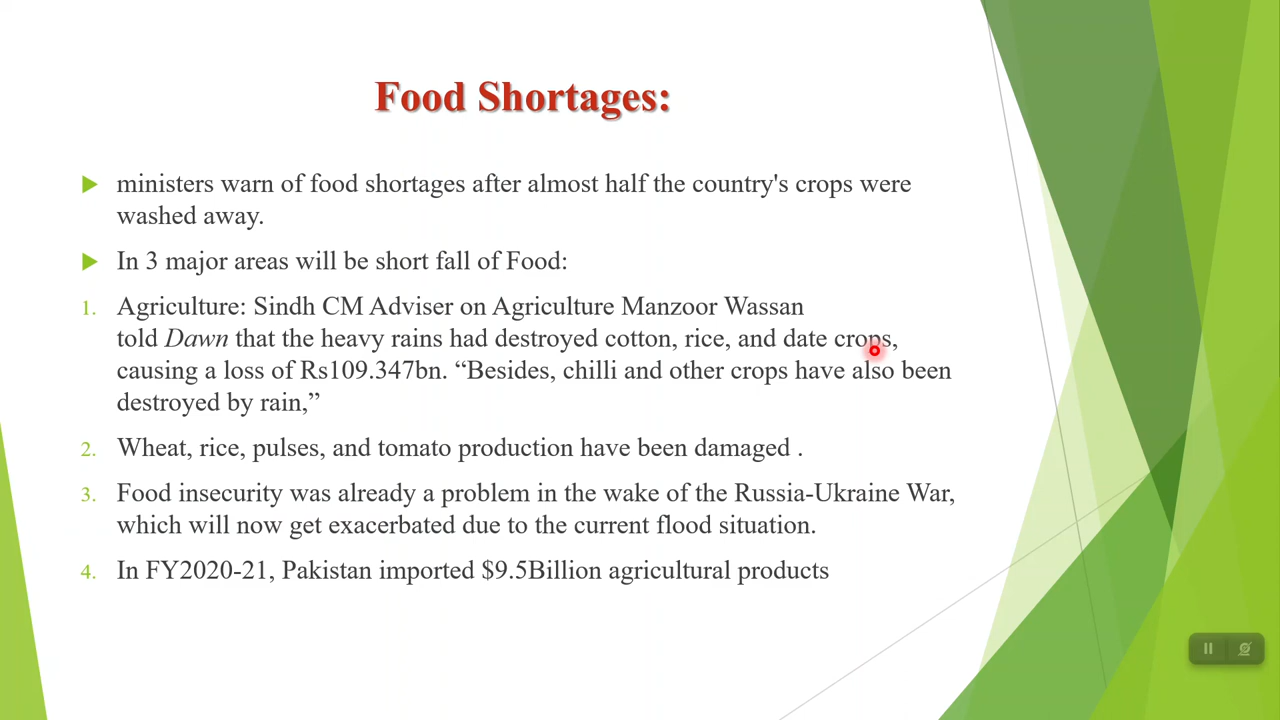 Food Shortages:
ministers warn of food shortages after almost half the country's crops were
washed away.
In 3 major areas will be short fall of Food:
1. Agriculture: Sindh CM Adviser on Agriculture Manzoor Wassan
told Dawn that the heavy rains had destroyed cotton, rice, and date crops,
causing a loss of Rs109.347bn. “Besides, chilli and other crops have also been
destroyed by rain,”
2. Wheat, rice, pulses, and tomato production have been damaged .
3. Food insecurity was already a problem in the wake of the Russia-Ukraine War,
which will now get exacerbated due to the current flood situation.
4. In FY2020-21, Pakistan imported $9.5Billion agricultural products